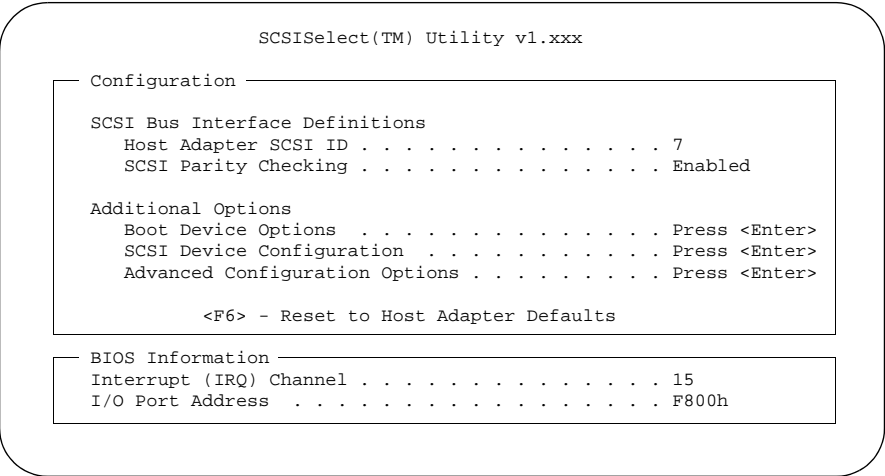 SCSISelect(TM) Utility v1.xxx
Configuration
SCSI Bus Interface Definitions
Host Adapter SCSI ID . . . . . . . . . . . . . . 7
SCSI Parity Checking . . . . . . . . . . . . . . Enabled
Additional Options
Boot Device Options . . . . . . . . . . . . . . Press <Enter>
SCSI Device Configuration . . . . . . . . . . . Press <Enter>
Advanced Configuration Options . . . . . . . . . Press <Enter>
<F6> - Reset to Host Adapter Defaults
BIOS Information
Interrupt (IRQ) Channel . . . . . . . . . . . . . . 15
I/O Port Address . . . . . . . . . . . . . . . . . F800h